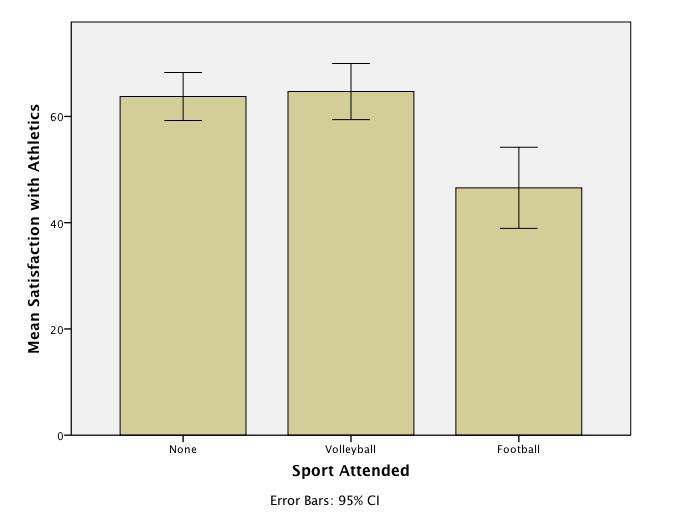 Mean Satisfaction with Athletics
60
40
20
0
None Volleyball Football
Sport Attended
Error Bars: 95% CI